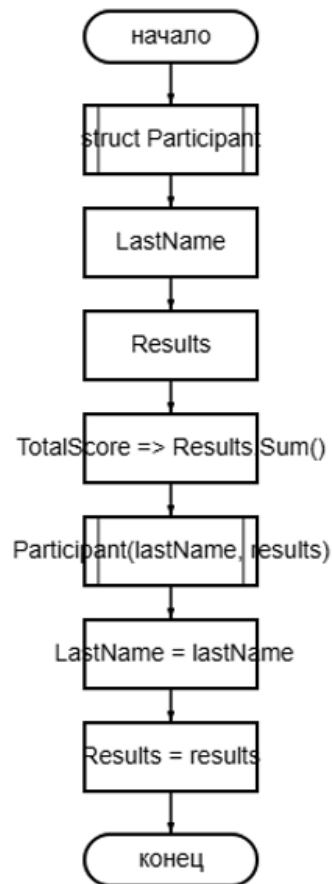 начало
struct Participant
LastName
Results
TotalScore => Results.Sum()
Participant(lastName, results)
LastName = lastName
Results = results
конец